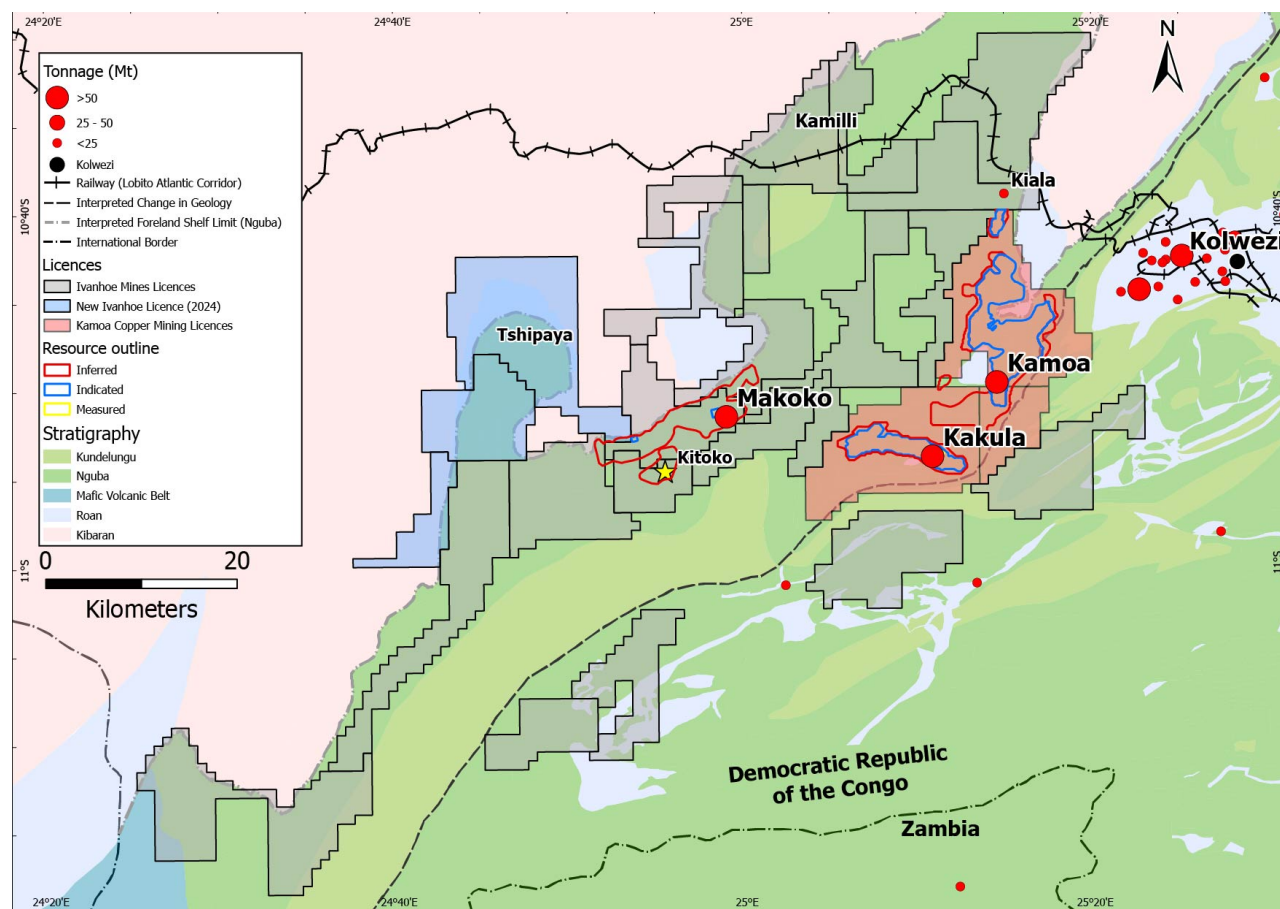 24°20'E
24°40'E
25°E
25°20'E
N
Tonnage (Mt)
>50
25 - 50
<25
Kolwezi
Railway (Lobito Atlantic Corridor)
Interpreted Change in Geology
Interpreted Foreland Shelf Limit (Nguba)
International Border
Licences
Ivanhoe Mines Licences
New Ivanhoe Licence (2024)
Kamoa Copper Mining Licences
Resource outline
Inferred
Indicated
Measured
Stratigraphy
Kundelungu
Nguba
Mafic Volcanic Belt
Roan
Kibaran
0 20
Kilometers
10°40'S
11°S
Kamilli
Kiala
10°40'S
Kolwezi
Tshipaya
Kamoa
Makoko
Kakula
Kitoko
11°S
Democratic Republic
of the Congo
Zambia
24°20'E
24°40'E
25°E
25°20'E